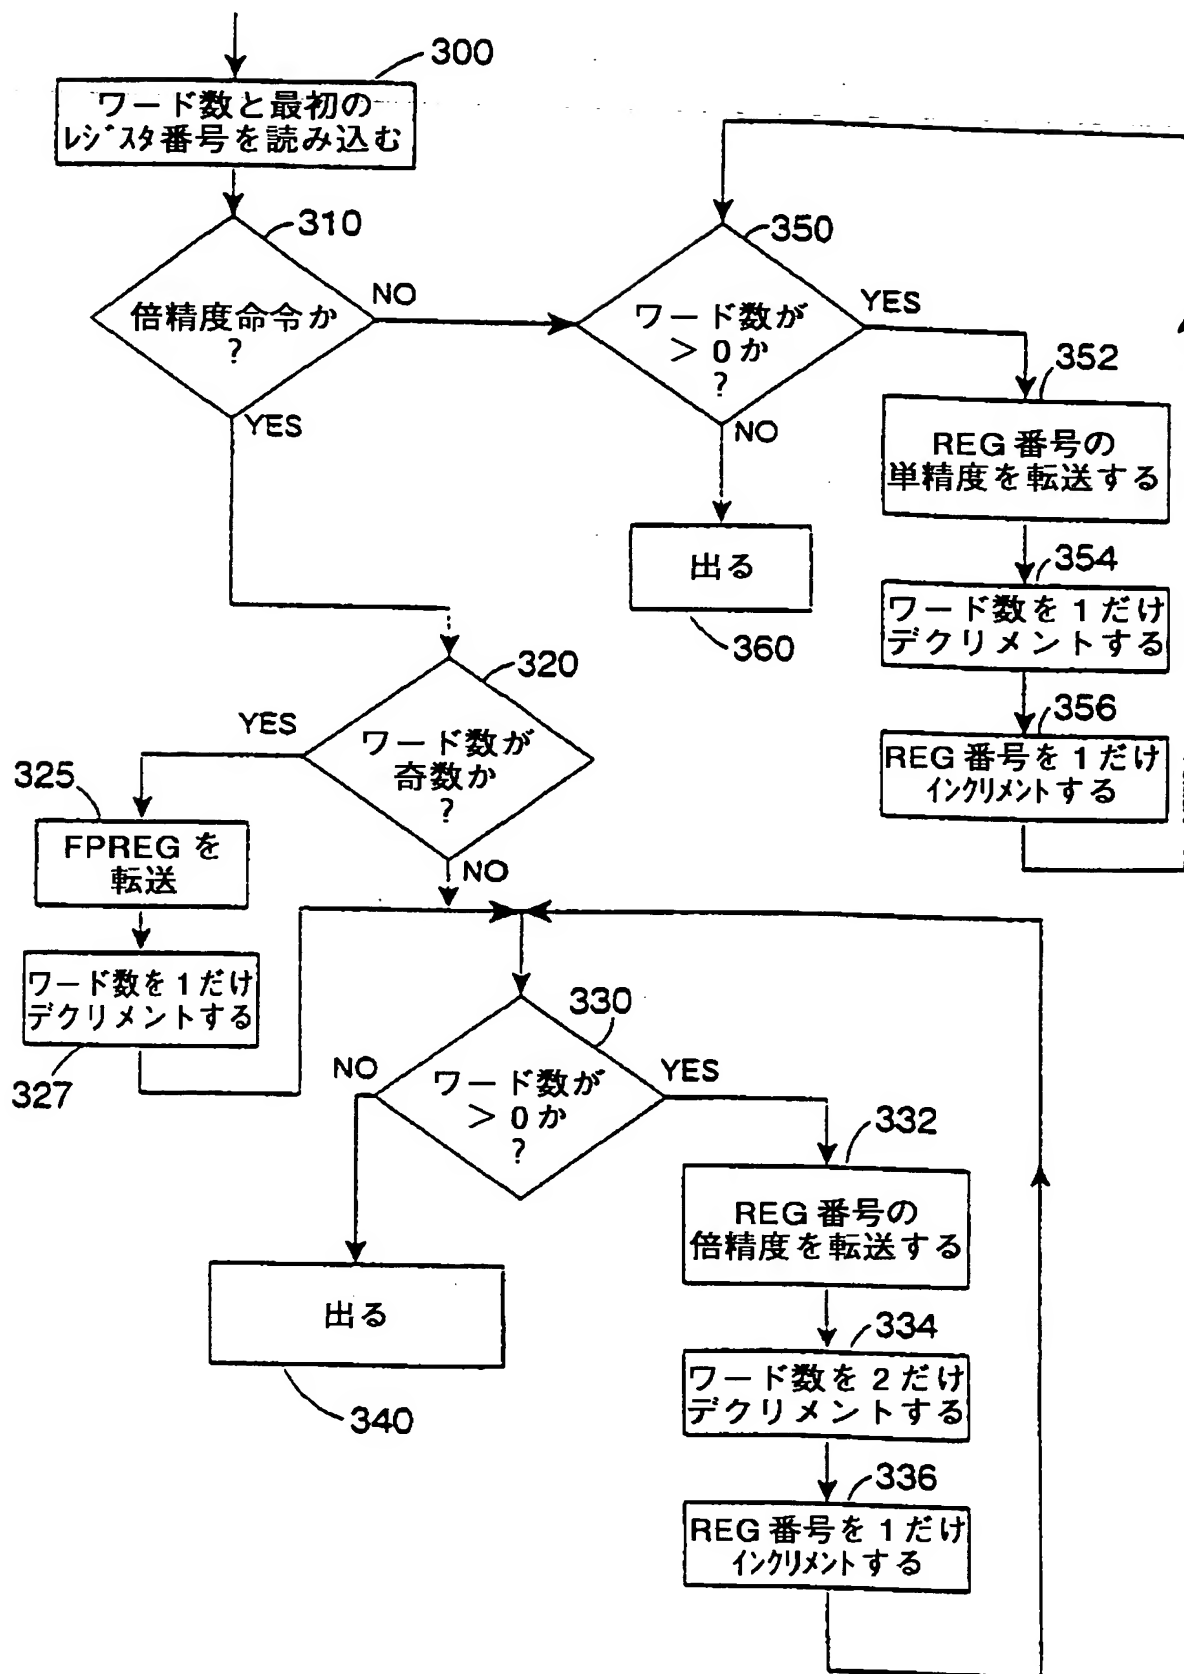 300
ワード数と最初の
レジスタ番号を読み込む
310
倍精度命令か
?
NO
YES
350
ワード数が
> 0 か
?
YES
NO
352
REG 番号の
単精度を転送する
354
ワード数を 1 だけ
デクリメントする
356
REG 番号を 1 だけ
インクリメントする
出る
360
320
ワード数が
奇数か
?
YES
NO
325
FPREG を
転送
ワード数を 1 だけ
デクリメントする
327
330
ワード数が
> 0 か
?
NO
YES
332
REG 番号の
倍精度を転送する
334
ワード数を 2 だけ
デクリメントする
336
REG 番号を 1 だけ
インクリメントする
出る
340